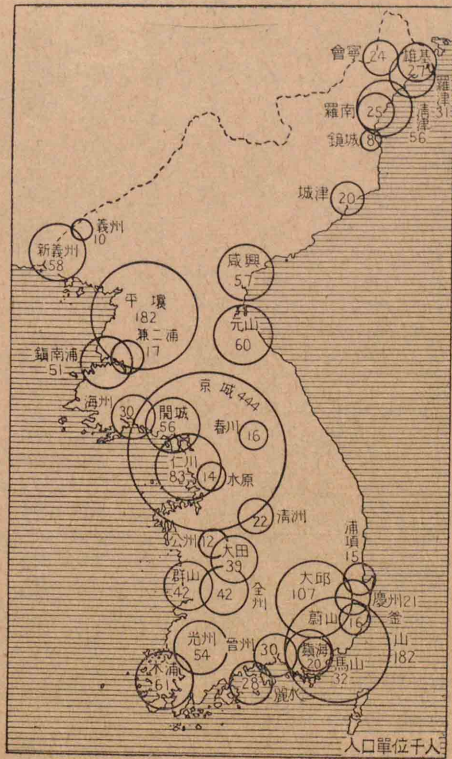 會寧
24
雄基
27
羅津
31
羅南
25
清津
56
鏡城
8
城津
20
義州
10
新義州
58
咸興
57
平壤
182
兼二浦
17
元山
60
鎮南浦
51
京城 444
海州
30
開城
56
春川
16
仁川
83
14
水原
22
清洲
公州
12
大田
39
浦項
15
群山
42
42
全州
大邱
107
慶州21
蔚山
16
釜山
182
光州
54
晉州
30
鎮海
20
馬山
32
木浦
61
28
麗水
人口單位千人